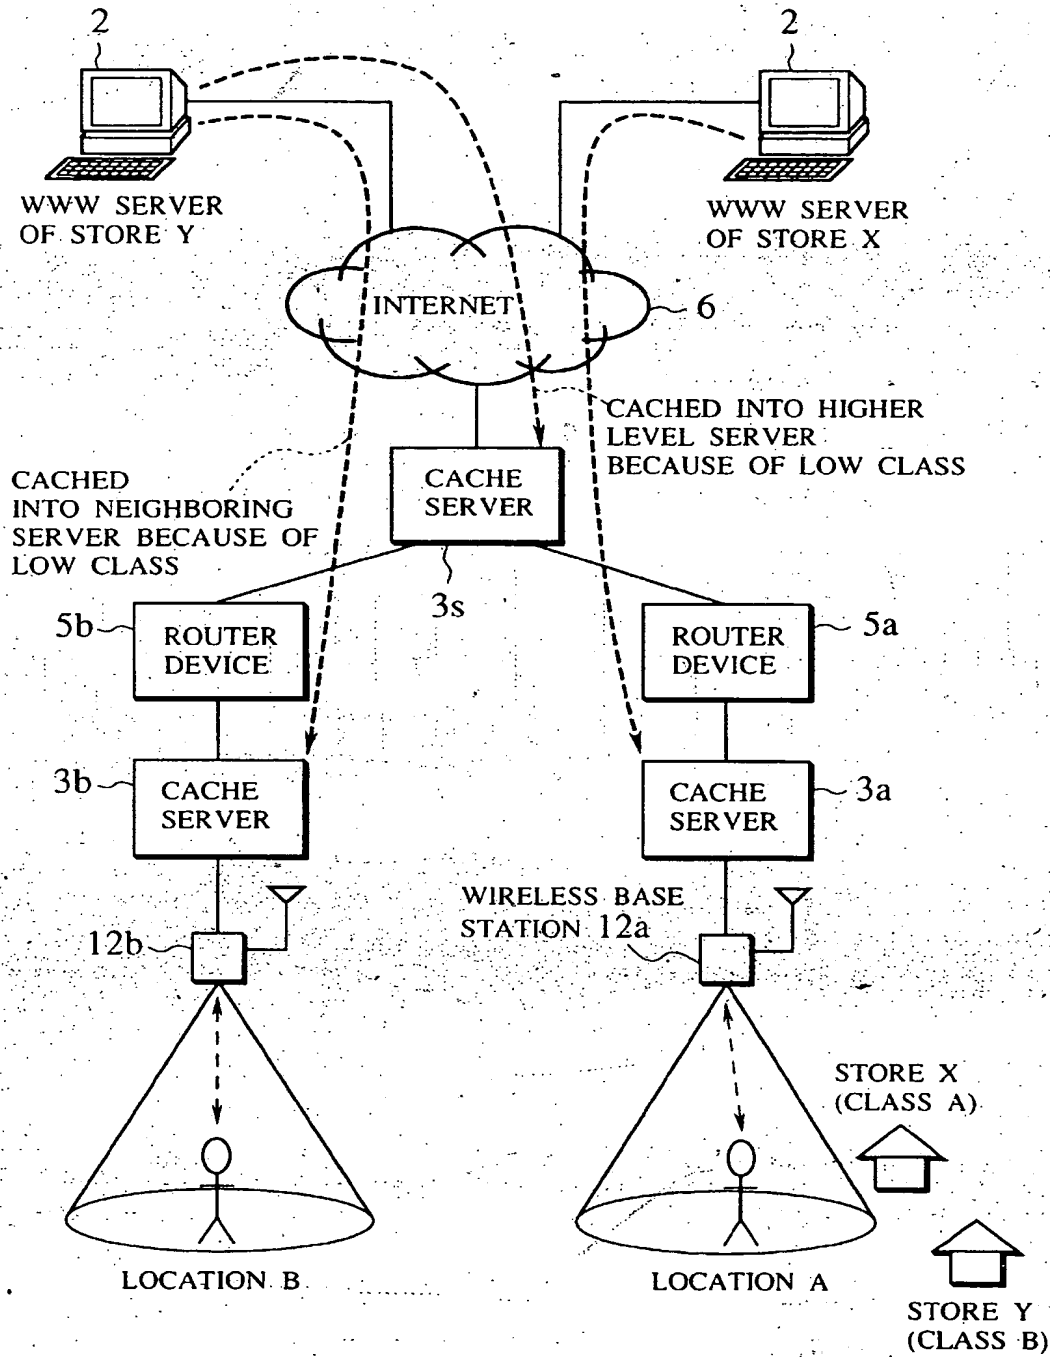 2
2
WWW SERVER
OF STORE Y
WWW SERVER
OF STORE X
INTERNET
6
CACHED INTO HIGHER
LEVEL SERVER
BECAUSE OF LOW CLASS
CACHED
INTO NEIGHBORING
SERVER BECAUSE OF
LOW CLASS
CACHE
SERVER
3s
5b
ROUTER
DEVICE
ROUTER
DEVICE
5a
3b
CACHE
SERVER
CACHE
SERVER
3a
WIRELESS BASE
STATION 12a
12b
STORE X
(CLASS A)
LOCATION B
LOCATION A
STORE Y
(CLASS B)